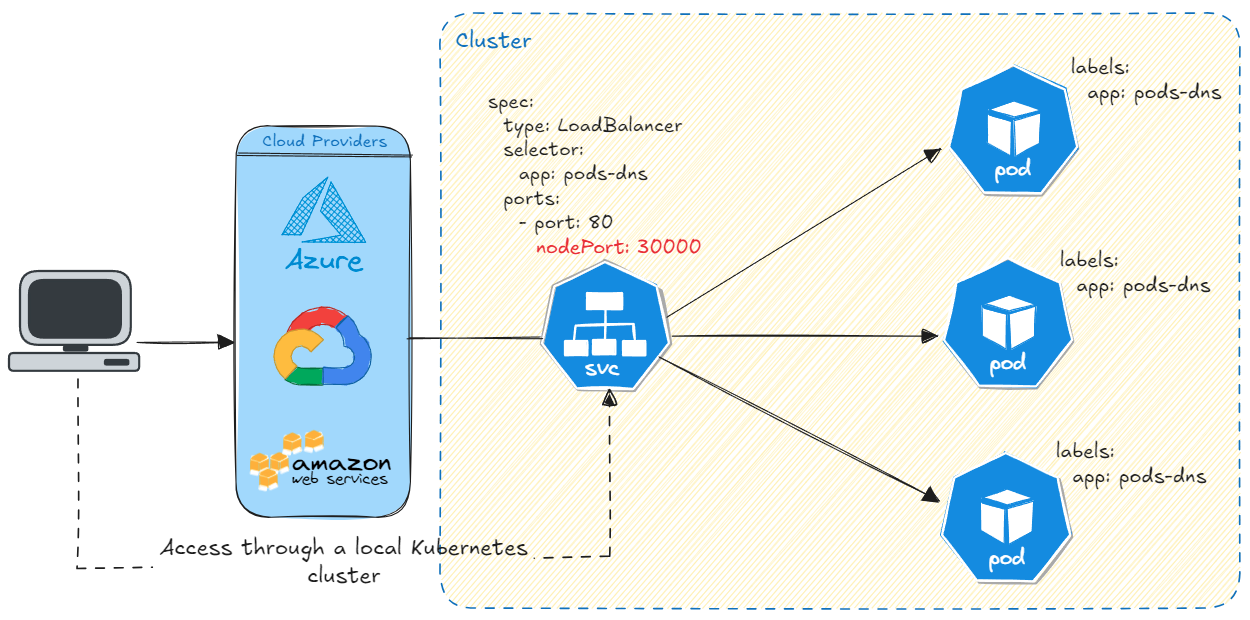 Cluster
spec:
type: LoadBalancer
selector:
app: pods-dns
ports:
- port: 80
nodePort: 30000
Cloud Providers
Azure
amazon
web services
svc
labels:
app: pods-dns
pod
labels:
app: pods-dns
pod
labels:
app: pods-dns
pod
Access through a local Kubernetes
cluster